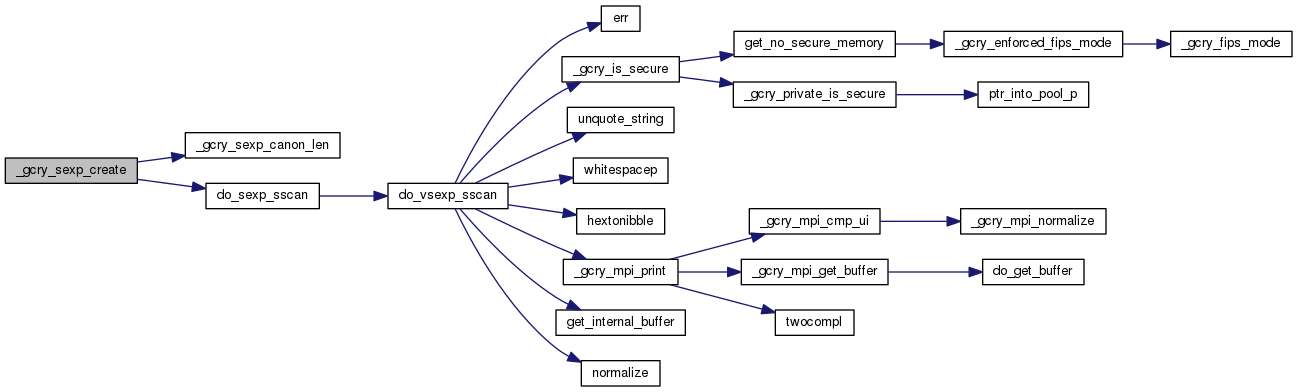 _gcry_sexp_create
_gcry_sexp_canon_len
do_sexp_sscan
do_vsexp_sscan
err
_gcry_is_secure
get_no_secure_memory
_gcry_enforced_fips_mode
_gcry_fips_mode
_gcry_private_is_secure
ptr_into_pool_p
unquote_string
whitespacep
hextonibble
_gcry_mpi_print
_gcry_mpi_cmp_ui
_gcry_mpi_normalize
_gcry_mpi_get_buffer
do_get_buffer
twocompl
get_internal_buffer
normalize